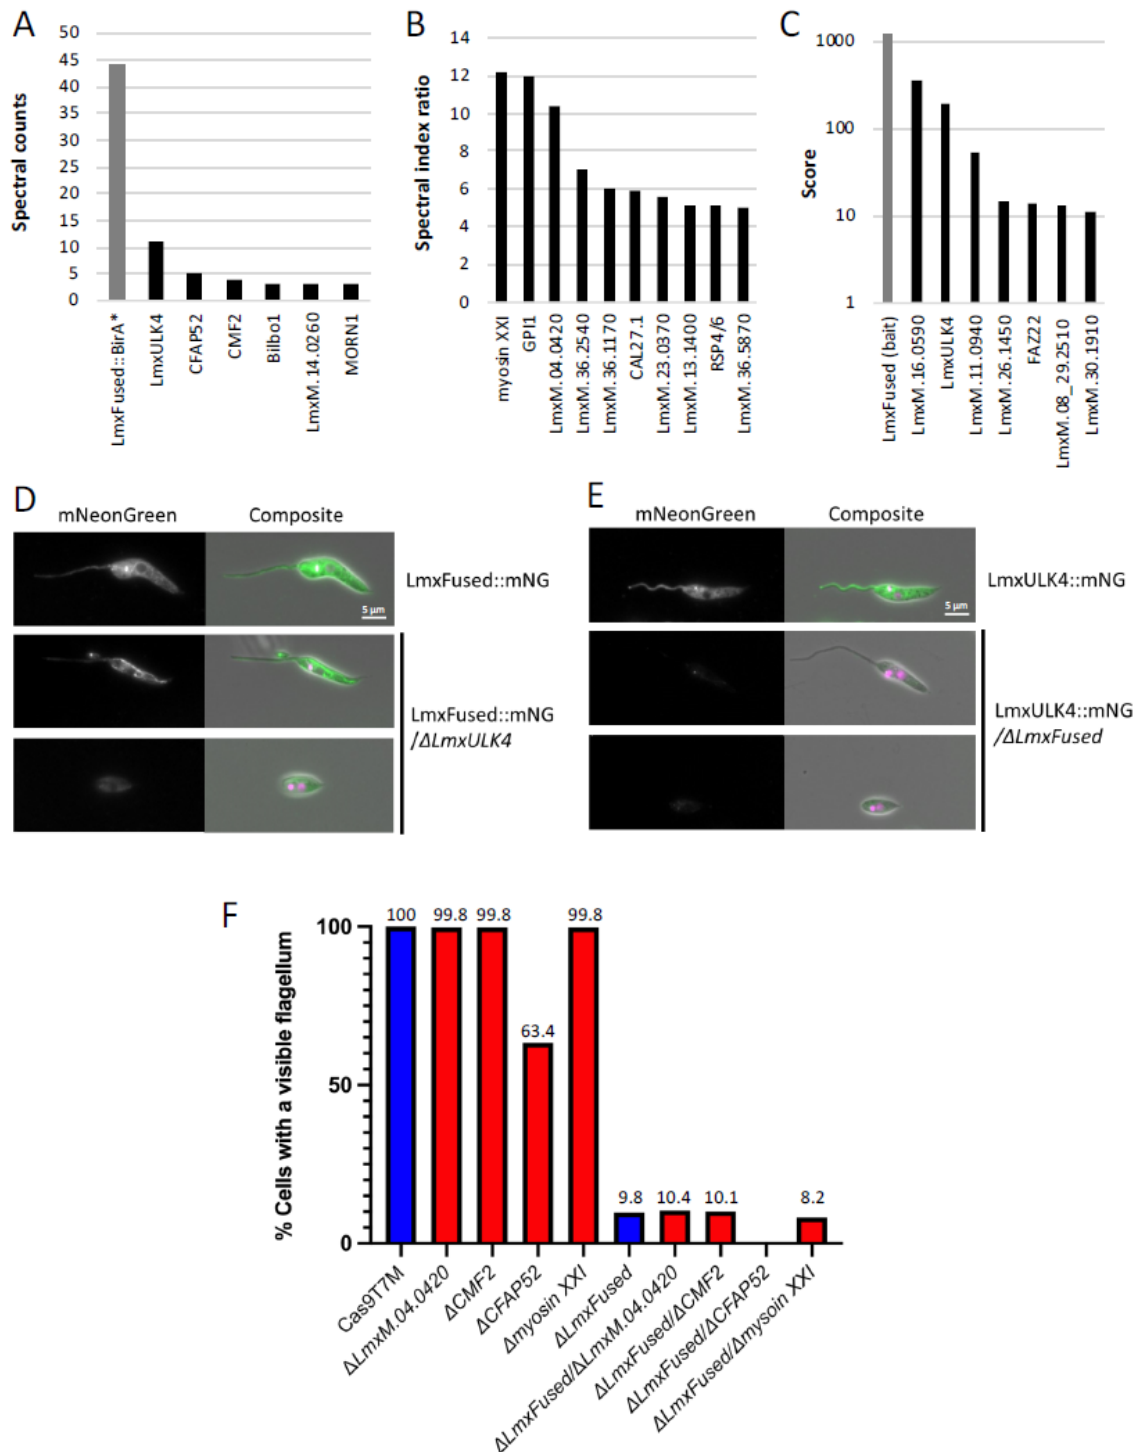 A
Spectral counts
50
45
40
35
30
25
20
15
10
5
0
LmxFused::BirA*
LmxULK4
CFAP52
CMF2
Bilbo1
LmxM.14.0260
MORN1
B
Spectral index ratio
14
12
10
8
6
4
2
0
myosin XXI
GPI1
LmxM.04.0420
LmxM.36.2540
LmxM.36.1170
CAL27.1
LmxM.23.0370
LmxM.13.1400
RSP4/6
LmxM.36.5870
C
Score
1000
100
10
1
LmxFused (bait)
LmxM.16.0590
LmxULK4
LmxM.11.0940
LmxM.26.1450
FAZ22
LmxM.08_29.2510
LmxM.30.1910
D
mNeonGreen Composite
LmxFused::mNG
5 µm
LmxFused::mNG
/ΔLmxULK4
E
mNeonGreen Composite
LmxULK4::mNG
5 µm
LmxULK4::mNG
/ΔLmxFused
F
% Cells with a visible flagellum
100
50
0
100 99.8 99.8 63.4 99.8 9.8 10.4 10.1 8.2
Cas9T7M
ΔLmxM.04.0420
ΔCMF2
ΔCFAP52
Δmyosin XXI
ΔLmxFused
ΔLmxFused/ΔLmxM.04.0420
ΔLmxFused/ΔCMF2
ΔLmxFused/ΔCFAP52
ΔLmxFused/Δmysoin XXI